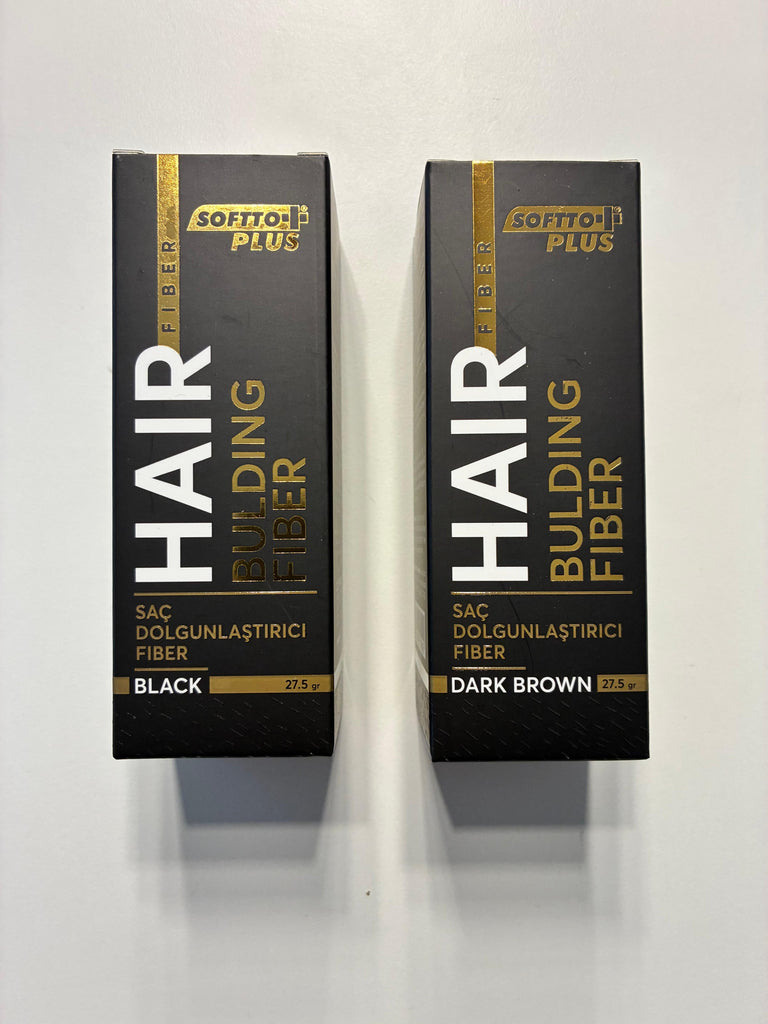 SOFTTO+®
PLUS
FIBER
HAIR
BULDING
FIBER
SAÇ
DOLGUNLAŞTIRICI
FIBER
BLACK
27.5 gr
SOFTTO+®
PLUS
FIBER
HAIR
BULDING
FIBER
SAÇ
DOLGUNLAŞTIRICI
FIBER
DARK BROWN
27.5 gr